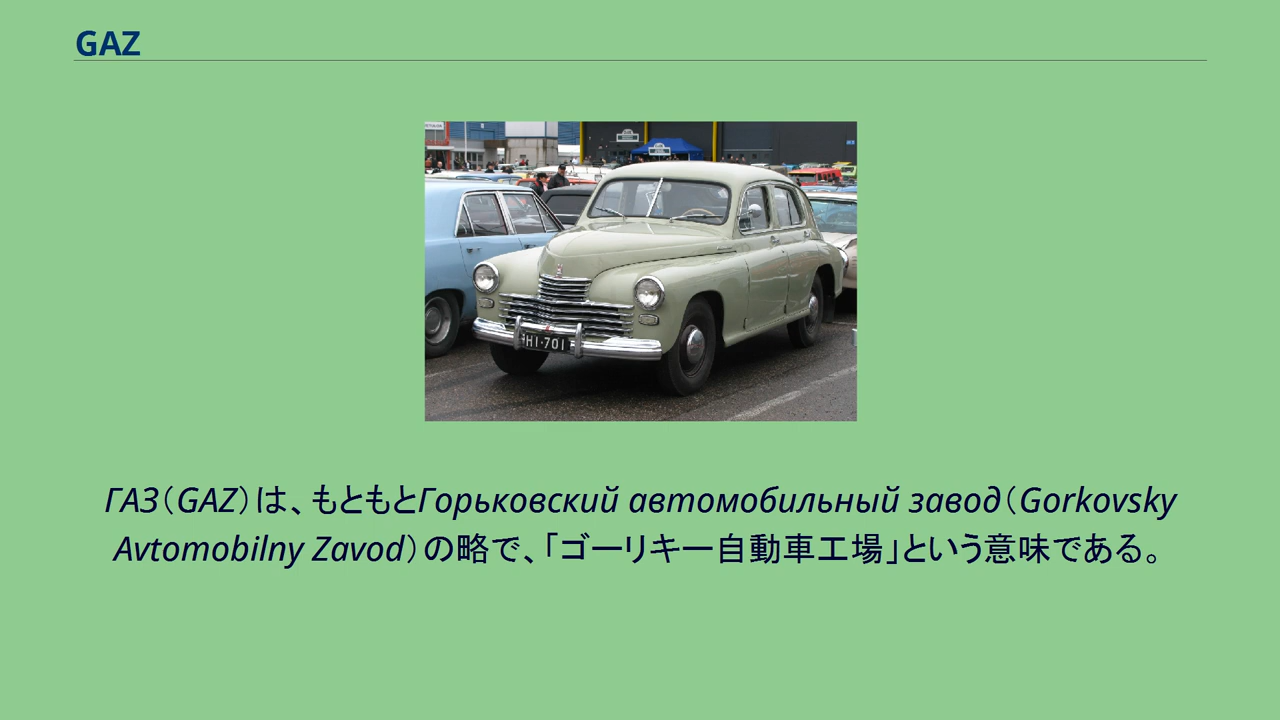 GAZ
HI-701
ГАЗ（GAZ）は、もともとГорьковский автомобильный завод（Gorkovsky
Avtomobilny Zavod）の略で、「ゴーリキー自動車工場」という意味である。